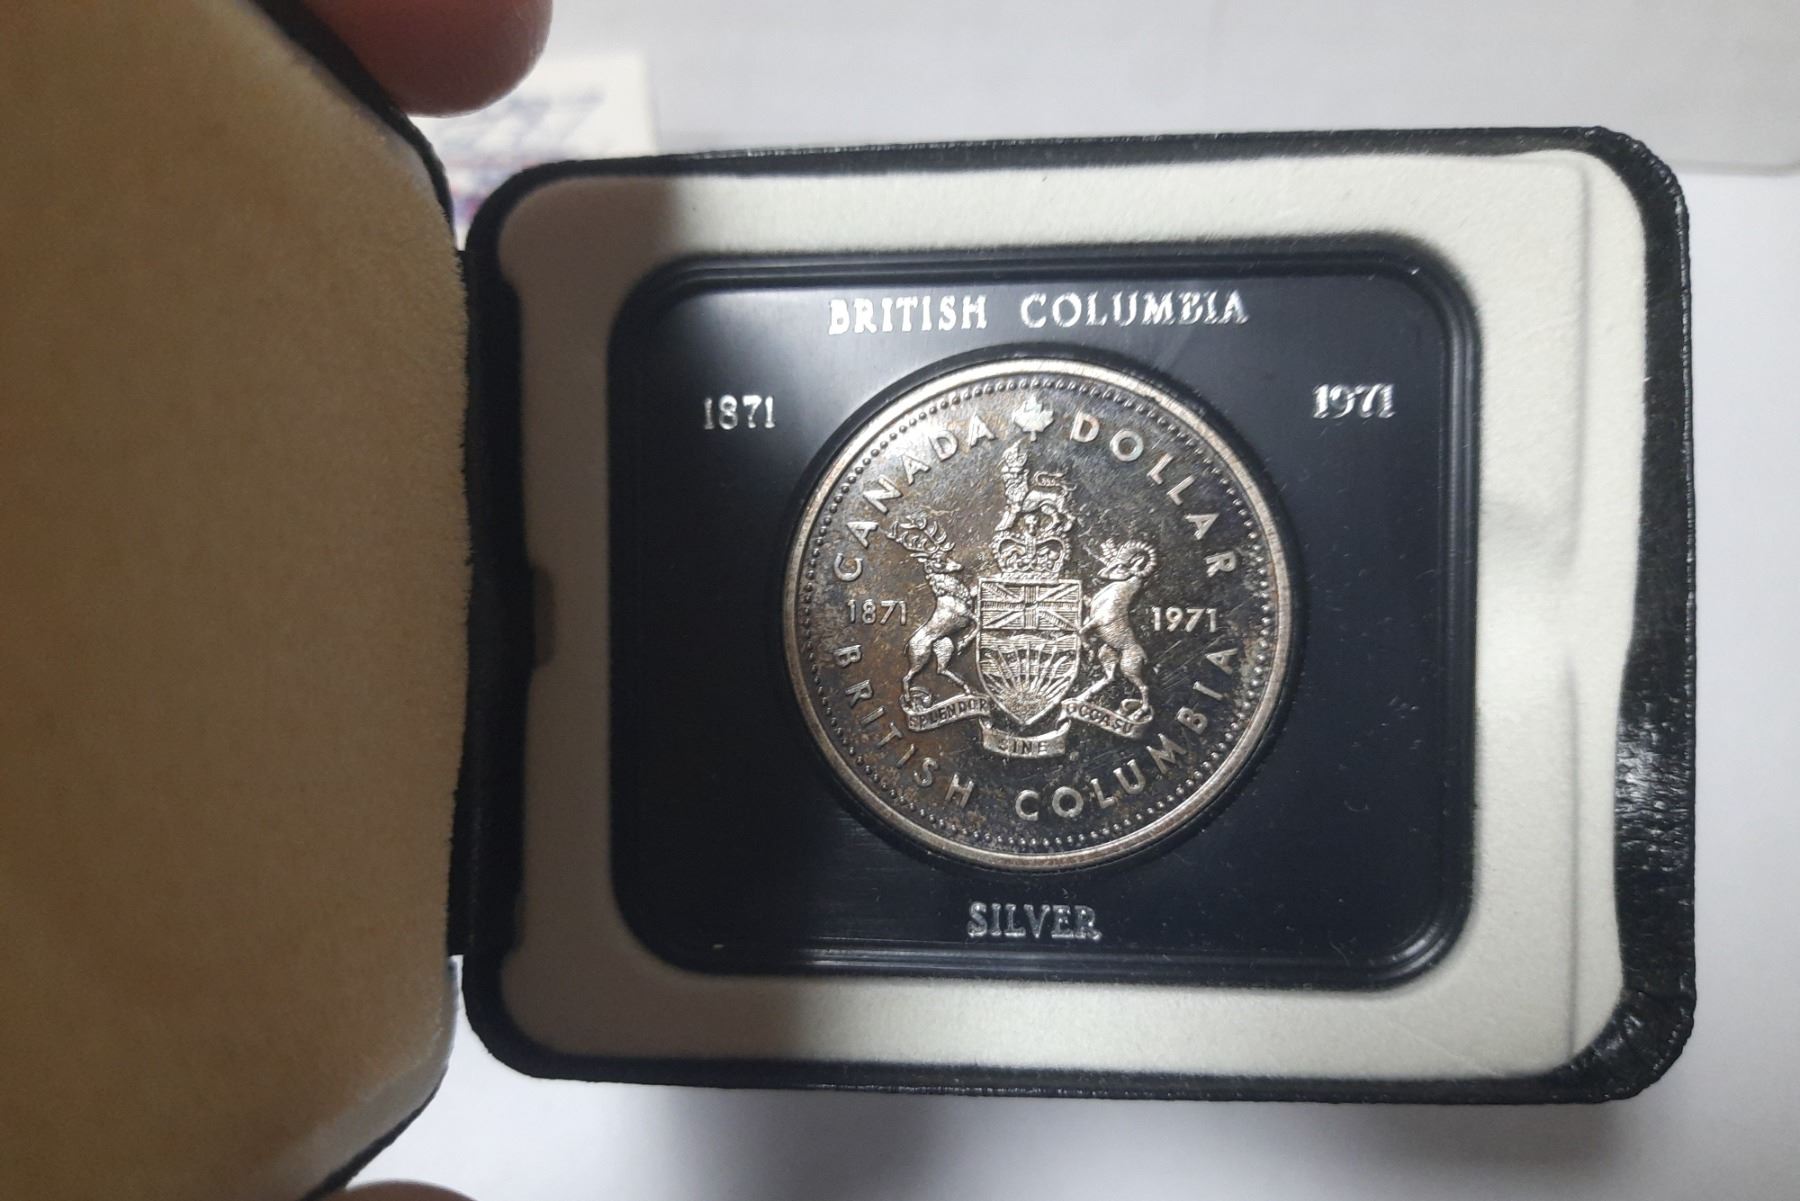 BRITISH COLUMBIA
1871 1971
CANADA DOLLAR
1871 1971
SPLENDOR SINE OCCASU
BRITISH COLUMBIA
SILVER